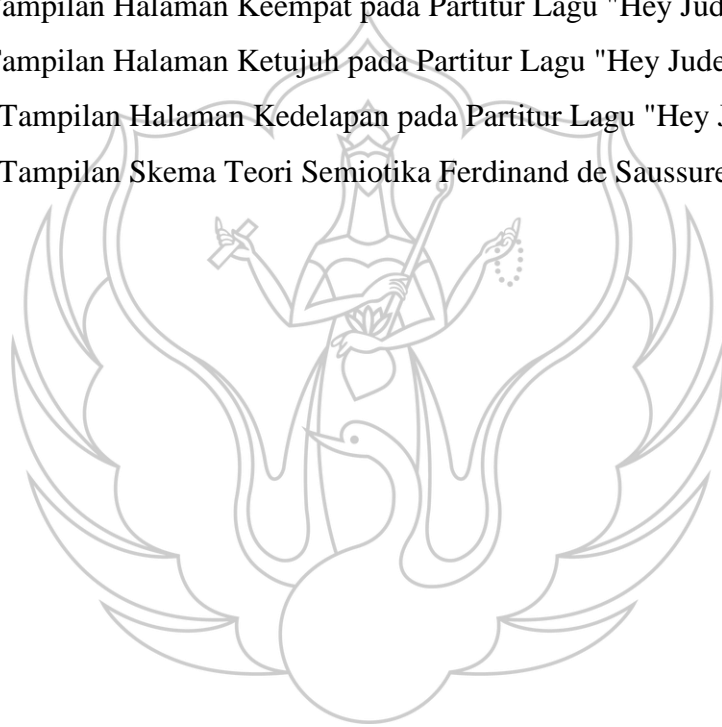 Tampilan Halaman Keempat pada Partitur Lagu "Hey Jud
Tampilan Halaman Ketujuh pada Partitur Lagu "Hey Jude
Tampilan Halaman Kedelapan pada Partitur Lagu "Hey J
Tampilan Skema Teori Semiotika Ferdinand de Saussure